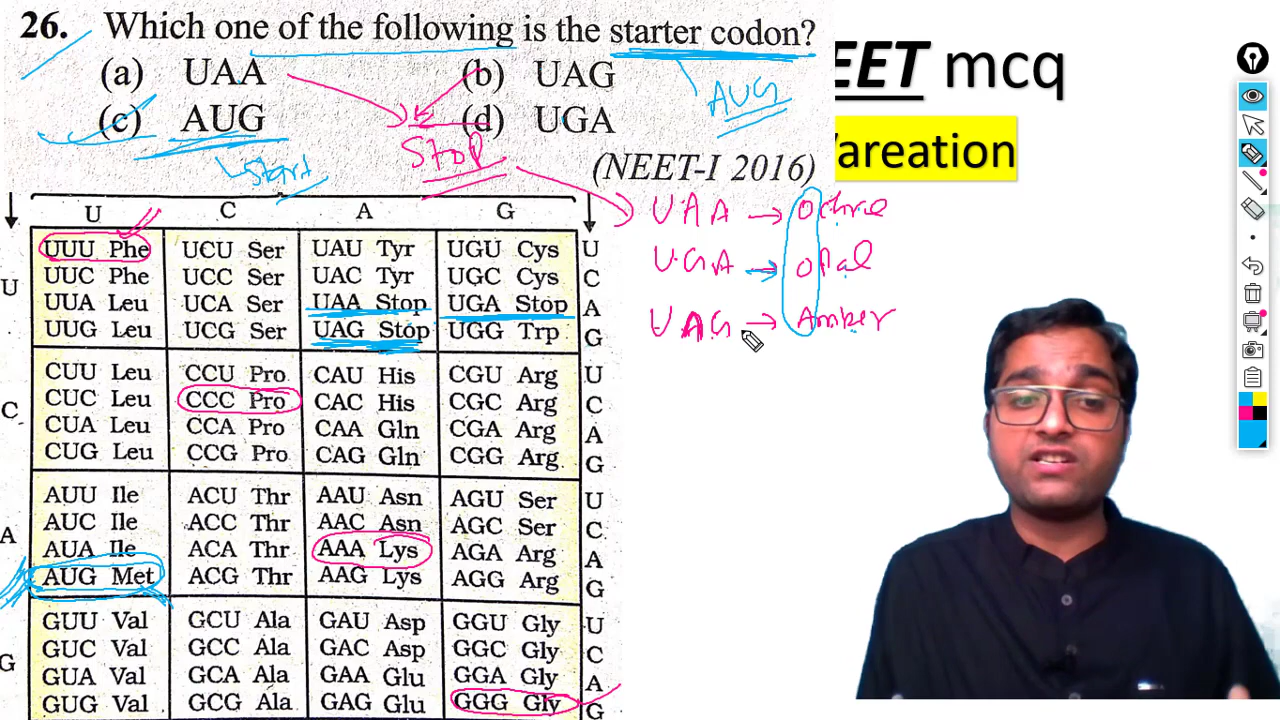 26. Which one of the following is the starter codon?
(a) UAA (b) UAG
(c) AUG (d) UGA
(NEET-I 2016)
AUG
Start
Stop
EET mcq
Vareation
UAA → Ochre
UGA → Opal
UAG → Amber
U C A G
U
UUU Phe UCU Ser UAU Tyr UGU Cys U
UUC Phe UCC Ser UAC Tyr UGC Cys C
UUA Leu UCA Ser UAA Stop UGA Stop A
UUG Leu UCG Ser UAG Stop UGG Trp G
C
CUU Leu CCU Pro CAU His CGU Arg U
CUC Leu CCC Pro CAC His CGC Arg C
CUA Leu CCA Pro CAA Gln CGA Arg A
CUG Leu CCG Pro CAG Gln CGG Arg G
A
AUU Ile ACU Thr AAU Asn AGU Ser U
AUC Ile ACC Thr AAC Asn AGC Ser C
AUA Ile ACA Thr AAA Lys AGA Arg A
AUG Met ACG Thr AAG Lys AGG Arg G
G
GUU Val GCU Ala GAU Asp GGU Gly U
GUC Val GCC Ala GAC Asp GGC Gly C
GUA Val GCA Ala GAA Glu GGA Gly A
GUG Val GCG Ala GAG Glu GGG Gly G